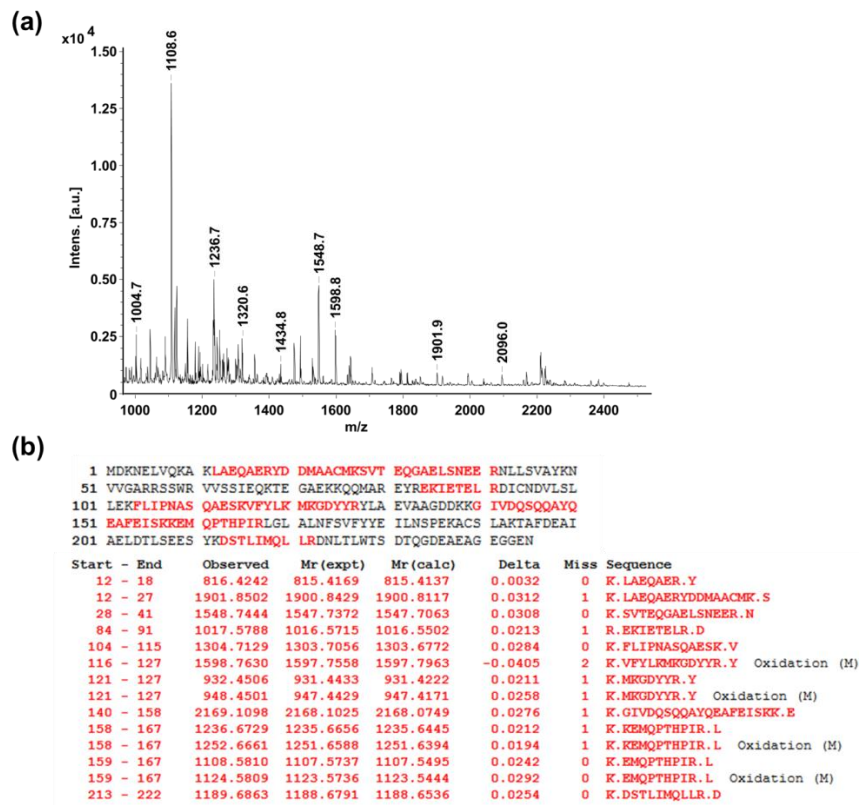 (a)
x10⁴
1.50
1.25
1.00
0.75
0.50
0.25
0
Intens. [a.u.]
1004.7
1108.6
1236.7
1320.6
1434.8
1548.7
1598.8
1901.9
2096.0
1000 1200 1400 1600 1800 2000 2200 2400
m/z
(b)
1 MDKNELVQKA KLAEQAERYD DMAACMKSVT EQGAELSNEE RNLLSVAYKN
51 VVGARRSSWR VVSSIEQKTE GAEKKQQMAR EYREKIETEL RDICNDVLSL
101 LEKFLIPNAS QAESKVFYLK MKGDYYRYLA EVAAGDDKKG IVDQSQQAYQ
151 EAFEISKKEM QPTHPIRLGL ALNFSVFYYE ILNSPEKACS LAKTAFDEAI
201 AELDTLSEES YKDSTLIMQL LRDNLTLWTS DTQGDEAEAG EGGEN
Start - End Observed Mr(expt) Mr(calc) Delta Miss Sequence
12 - 18 816.4242 815.4169 815.4137 0.0032 0 K.LAEQAER.Y
12 - 27 1901.8502 1900.8429 1900.8117 0.0312 1 K.LAEQAERYDDMAACMK.S
28 - 41 1548.7444 1547.7372 1547.7063 0.0308 0 K.SVTEQGAELSNEER.N
84 - 91 1017.5788 1016.5715 1016.5502 0.0213 1 R.EKIETELR.D
104 - 115 1304.7129 1303.7056 1303.6772 0.0284 0 K.FLIPNASQAESK.V
116 - 127 1598.7630 1597.7558 1597.7963 -0.0405 2 K.VFYLKMKGDYYR.Y Oxidation (M)
121 - 127 932.4506 931.4433 931.4222 0.0211 1 K.MKGDYYR.Y
121 - 127 948.4501 947.4429 947.4171 0.0258 1 K.MKGDYYR.Y Oxidation (M)
140 - 158 2169.1098 2168.1025 2168.0749 0.0276 1 K.GIVDQSQQAYQEAFEISKK.E
158 - 167 1236.6729 1235.6656 1235.6445 0.0212 1 K.KEMQPTHPIR.L
158 - 167 1252.6661 1251.6588 1251.6394 0.0194 1 K.KEMQPTHPIR.L Oxidation (M)
159 - 167 1108.5810 1107.5737 1107.5495 0.0242 0 K.EMQPTHPIR.L
159 - 167 1124.5809 1123.5736 1123.5444 0.0292 0 K.EMQPTHPIR.L Oxidation (M)
213 - 222 1189.6863 1188.6791 1188.6536 0.0254 0 K.DSTLIMQLLR.D